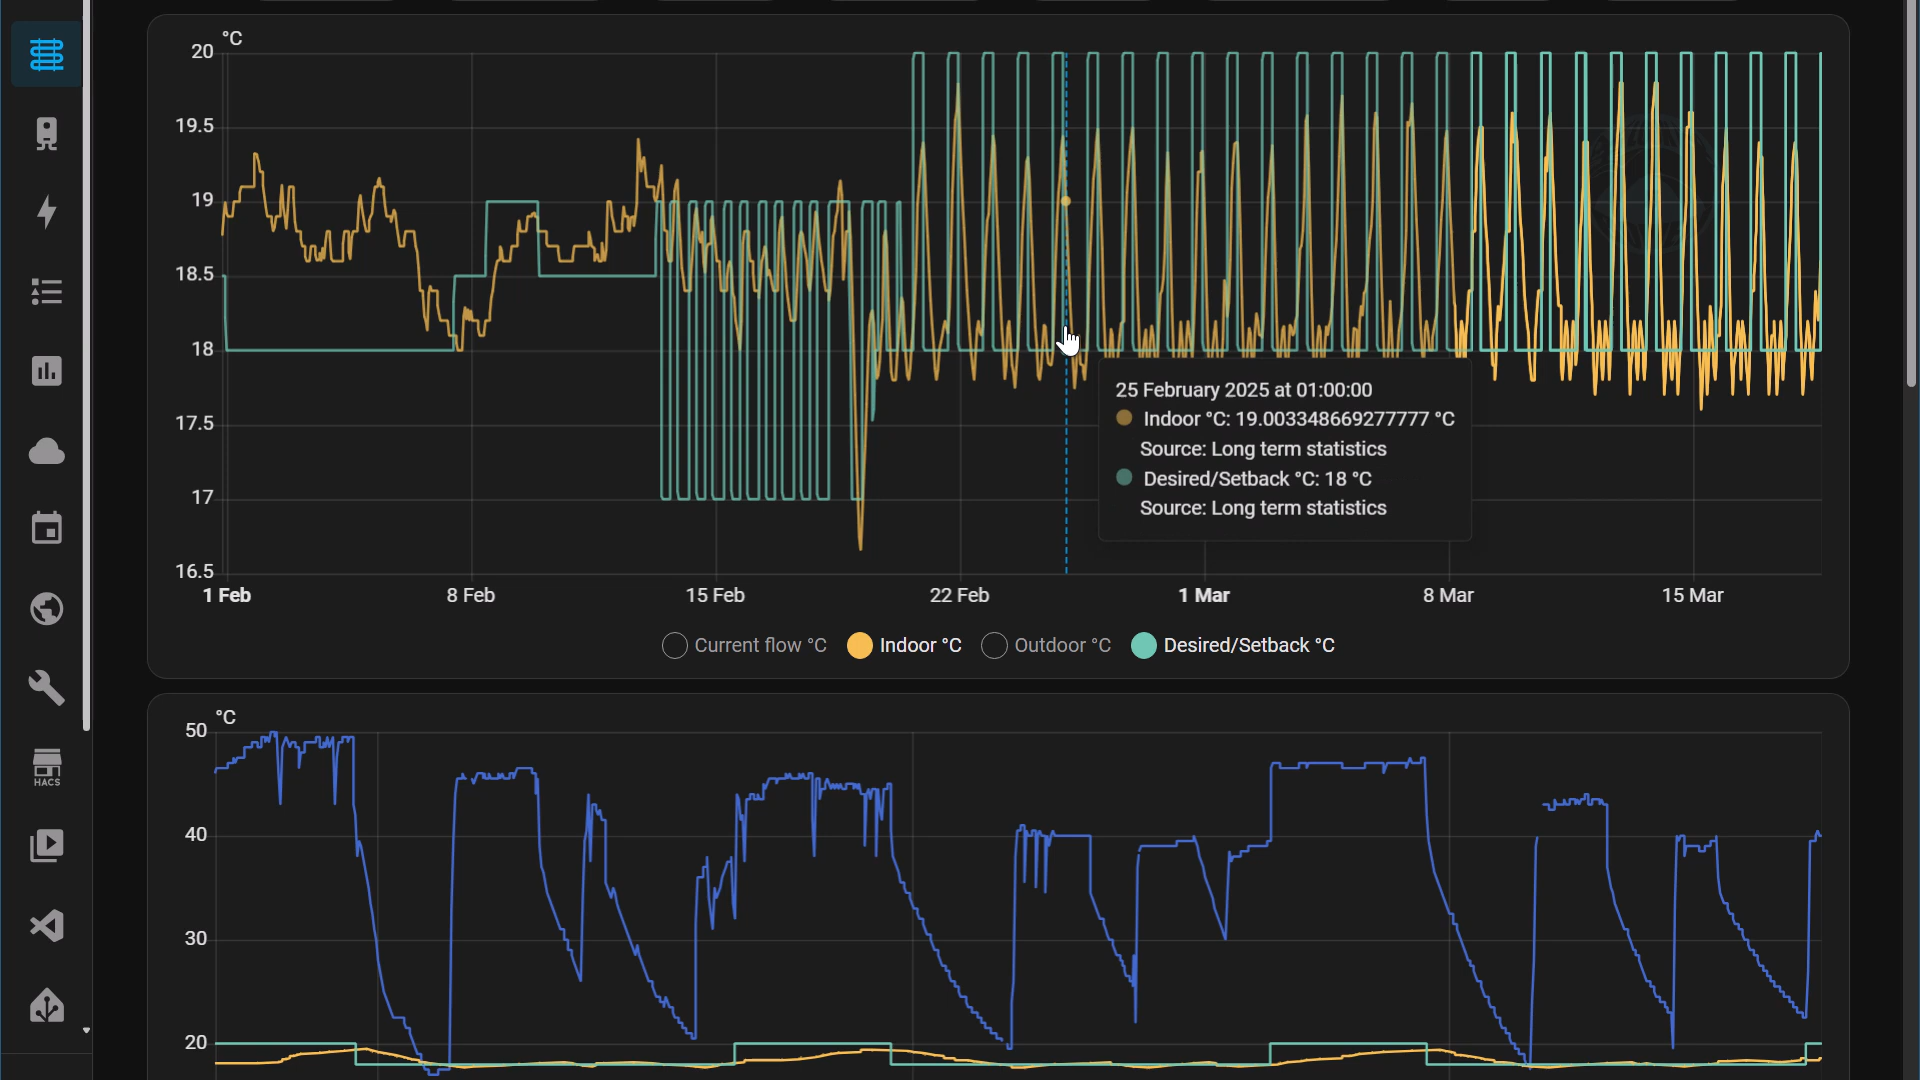 °C
20
19.5
19
18.5
18
17.5
17
16.5
1 Feb
8 Feb
15 Feb
22 Feb
1 Mar
8 Mar
15 Mar
25 February 2025 at 01:00:00
Indoor °C: 19.003348669277777 °C
Source: Long term statistics
Desired/Setback °C: 18 °C
Source: Long term statistics
Current flow °C
Indoor °C
Outdoor °C
Desired/Setback °C
HACS
°C
50
40
30
20